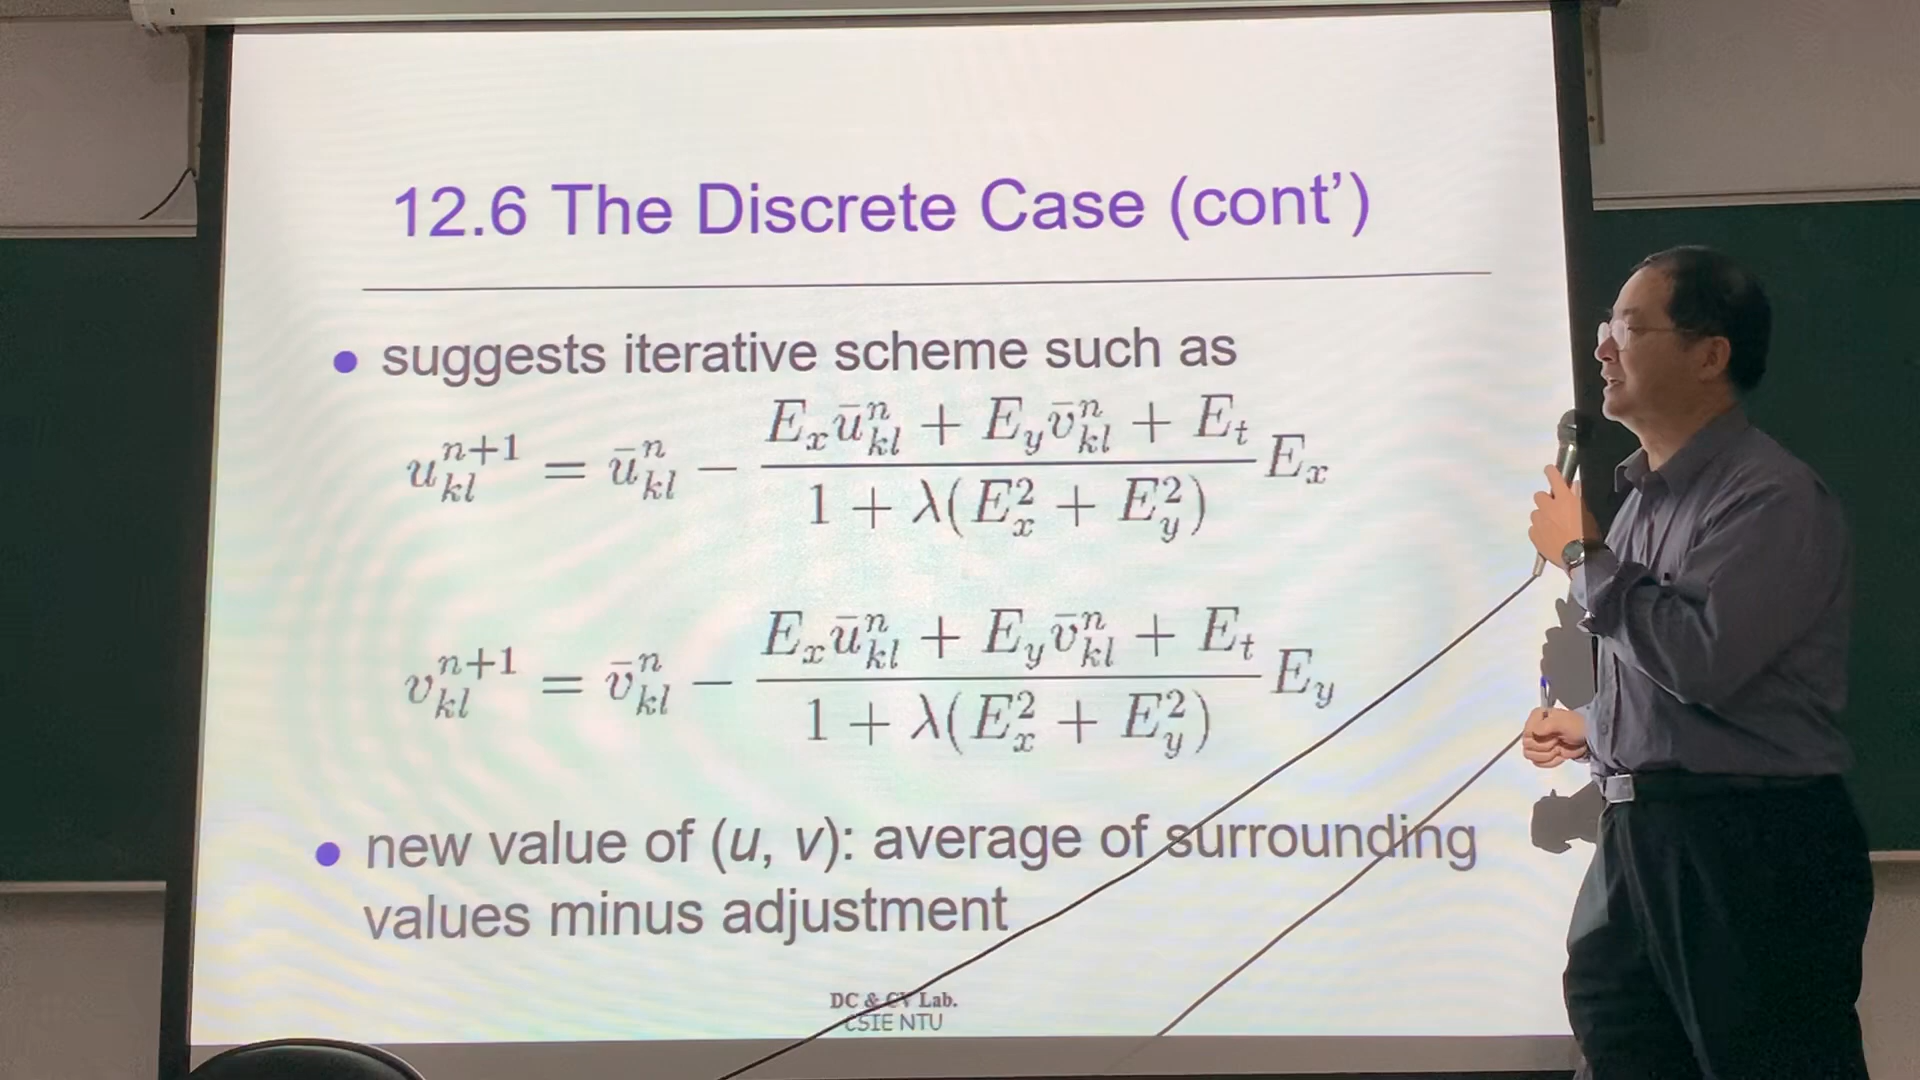 12.6 The Discrete Case (cont’)
● suggests iterative scheme such as
$u_{kl}^{n+1} = \bar{u}_{kl}^{n} - \frac{E_x \bar{u}_{kl}^{n} + E_y \bar{v}_{kl}^{n} + E_t}{1 + \lambda(E_x^2 + E_y^2)} E_x$
$v_{kl}^{n+1} = \bar{v}_{kl}^{n} - \frac{E_x \bar{u}_{kl}^{n} + E_y \bar{v}_{kl}^{n} + E_t}{1 + \lambda(E_x^2 + E_y^2)} E_y$
● new value of (u, v): average of surrounding
values minus adjustment
DC & CV Lab.
CSIE NTU